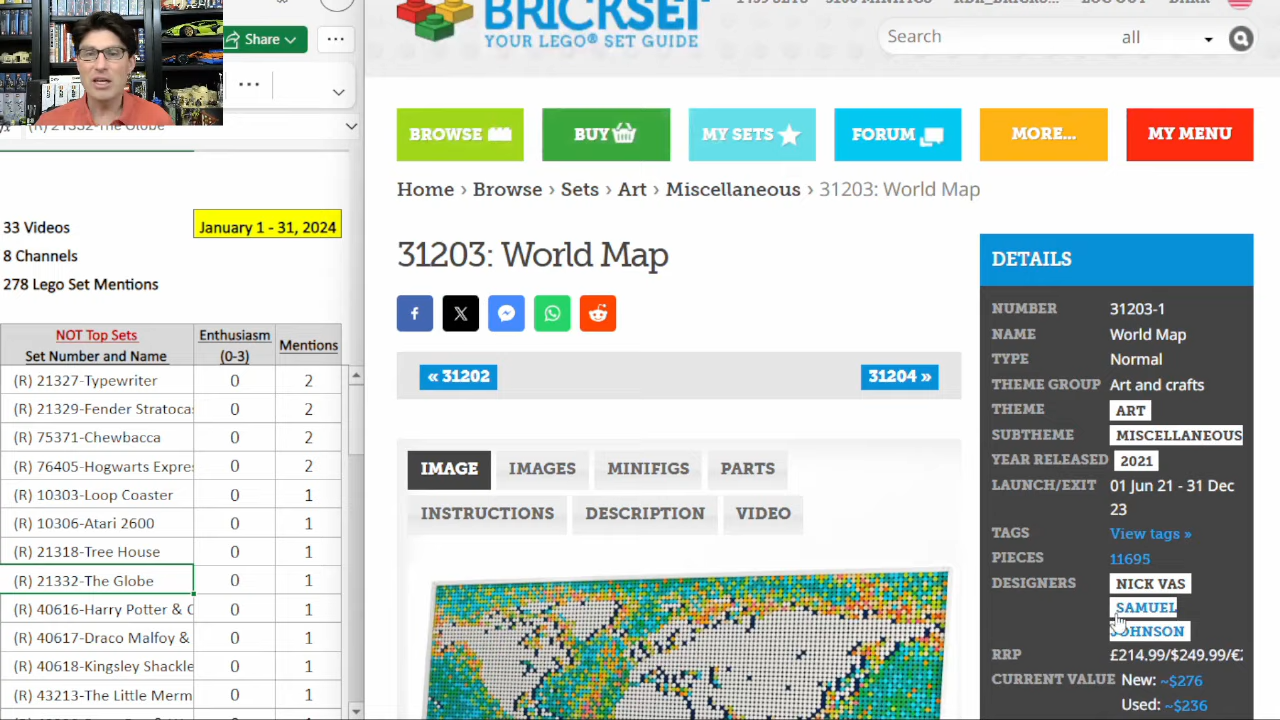 Share
BRICKSET
YOUR LEGO® SET GUIDE
Search
all
BROWSE
BUY
MY SETS
FORUM
MORE...
MY MENU
Home › Browse › Sets › Art › Miscellaneous › 31203: World Map
33 Videos
January 1 - 31, 2024
8 Channels
278 Lego Set Mentions
NOT Top Sets
Set Number and Name
Enthusiasm
(0-3)
Mentions
(R) 21327-Typewriter 0 2
(R) 21329-Fender Stratoca 0 2
(R) 75371-Chewbacca 0 2
(R) 76405-Hogwarts Expre 0 2
(R) 10303-Loop Coaster 0 1
(R) 10306-Atari 2600 0 1
(R) 21318-Tree House 0 1
(R) 21332-The Globe 0 1
(R) 40616-Harry Potter & 0 1
(R) 40617-Draco Malfoy & 0 1
(R) 40618-Kingsley Shackle 0 1
(R) 43213-The Little Merm 0 1
31203: World Map
« 31202
31204 »
IMAGE
IMAGES
MINIFIGS
PARTS
INSTRUCTIONS
DESCRIPTION
VIDEO
DETAILS
NUMBER 31203-1
NAME World Map
TYPE Normal
THEME GROUP Art and crafts
THEME ART
SUBTHEME MISCELLANEOUS
YEAR RELEASED 2021
LAUNCH/EXIT 01 Jun 21 - 31 Dec
23
TAGS View tags »
PIECES 11695
DESIGNERS NICK VAS
SAMUEL
JOHNSON
RRP £214.99/$249.99/€
CURRENT VALUE New: ~$276
Used: ~$236